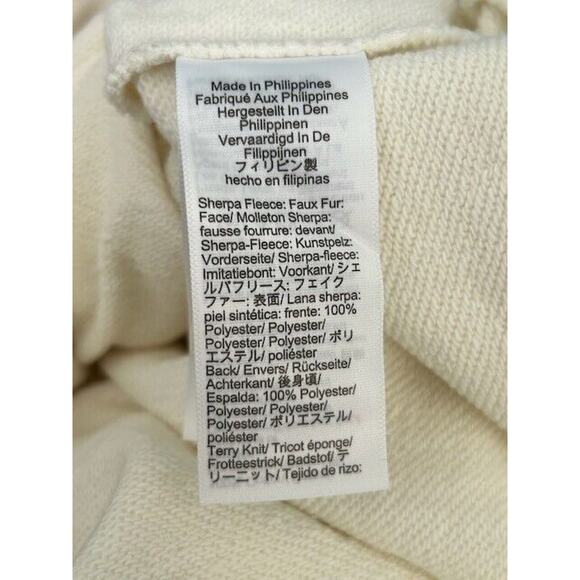 Made In Philippines
Fabriqué Aux Philippines
Hergestellt In Den
Philippinen
Vervaardigd In De
Filippijnen
フィリピン製
hecho en filipinas
Sherpa Fleece: Faux Fur:
Face/ Molleton Sherpa:
fausse fourrure: devant/
Sherpa-Fleece: Kunstpelz:
Vorderseite/ Sherpa-fleece:
Imitatiebont: Voorkant/ シェ
ルパフリース: フェイク
ファー: 表面/ Lana sherpa:
piel sintética: frente: 100%
Polyester/ Polyester/
Polyester/ Polyester/ ポリ
エステル/ poliéster
Back/ Envers/ Rückseite/
Achterkant/ 後身頃/
Espalda: 100% Polyester/
Polyester/ Polyester/
Polyester/ ポリエステル/
poliéster
Terry Knit/ Tricot éponge/
Frotteestrick/ Badstof/ テ
リーニット/ Tejido de rizo: